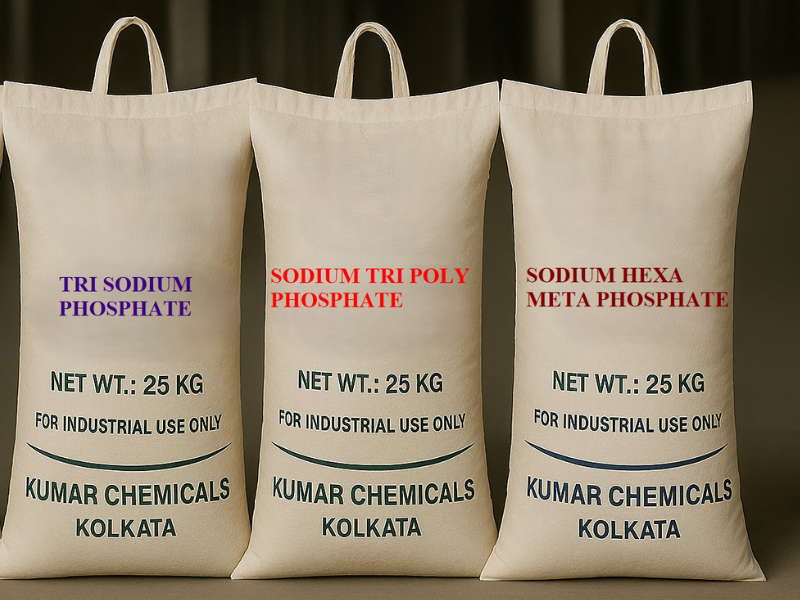 TRI SODIUM
PHOSPHATE
NET WT.: 25 KG
FOR INDUSTRIAL USE ONLY
KUMAR CHEMICALS
KOLKATA
SODIUM TRI POLY
PHOSPHATE
NET WT.: 25 KG
FOR INDUSTRIAL USE ONLY
KUMAR CHEMICALS
KOLKATA
SODIUM HEXA
META PHOSPHATE
NET WT.: 25 KG
FOR INDUSTRIAL USE ONLY
KUMAR CHEMICALS
KOLKATA